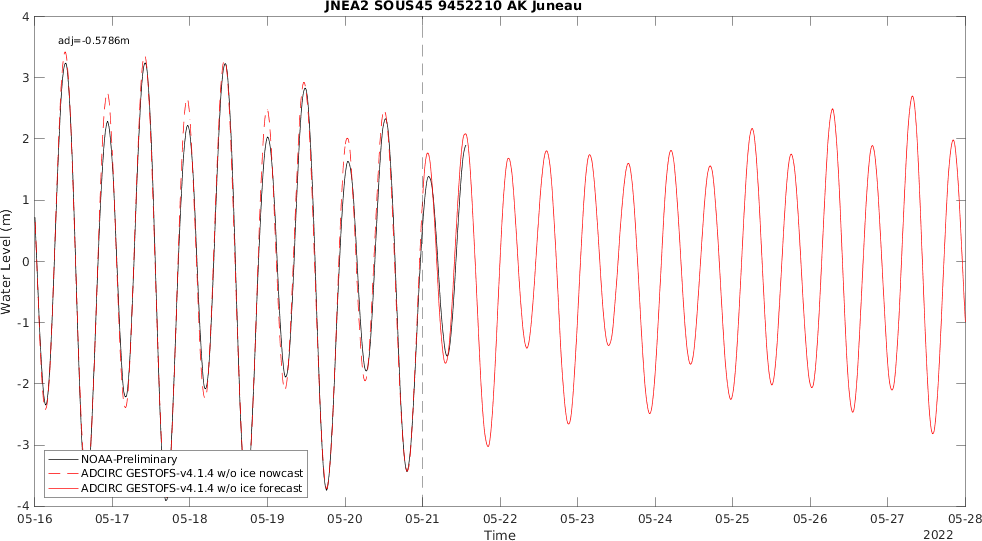 JNEA2 SOUS45 9452210 AK Juneau
adj=-0.5786m
4
3
2
1
0
-1
-2
-3
-4
Water Level (m)
NOAA-Preliminary
ADCIRC GESTOFS-v4.1.4 w/o ice nowcast
ADCIRC GESTOFS-v4.1.4 w/o ice forecast
05-16 05-17 05-18 05-19 05-20 05-21 05-22 05-23 05-24 05-25 05-26 05-27 05-28
Time
2022